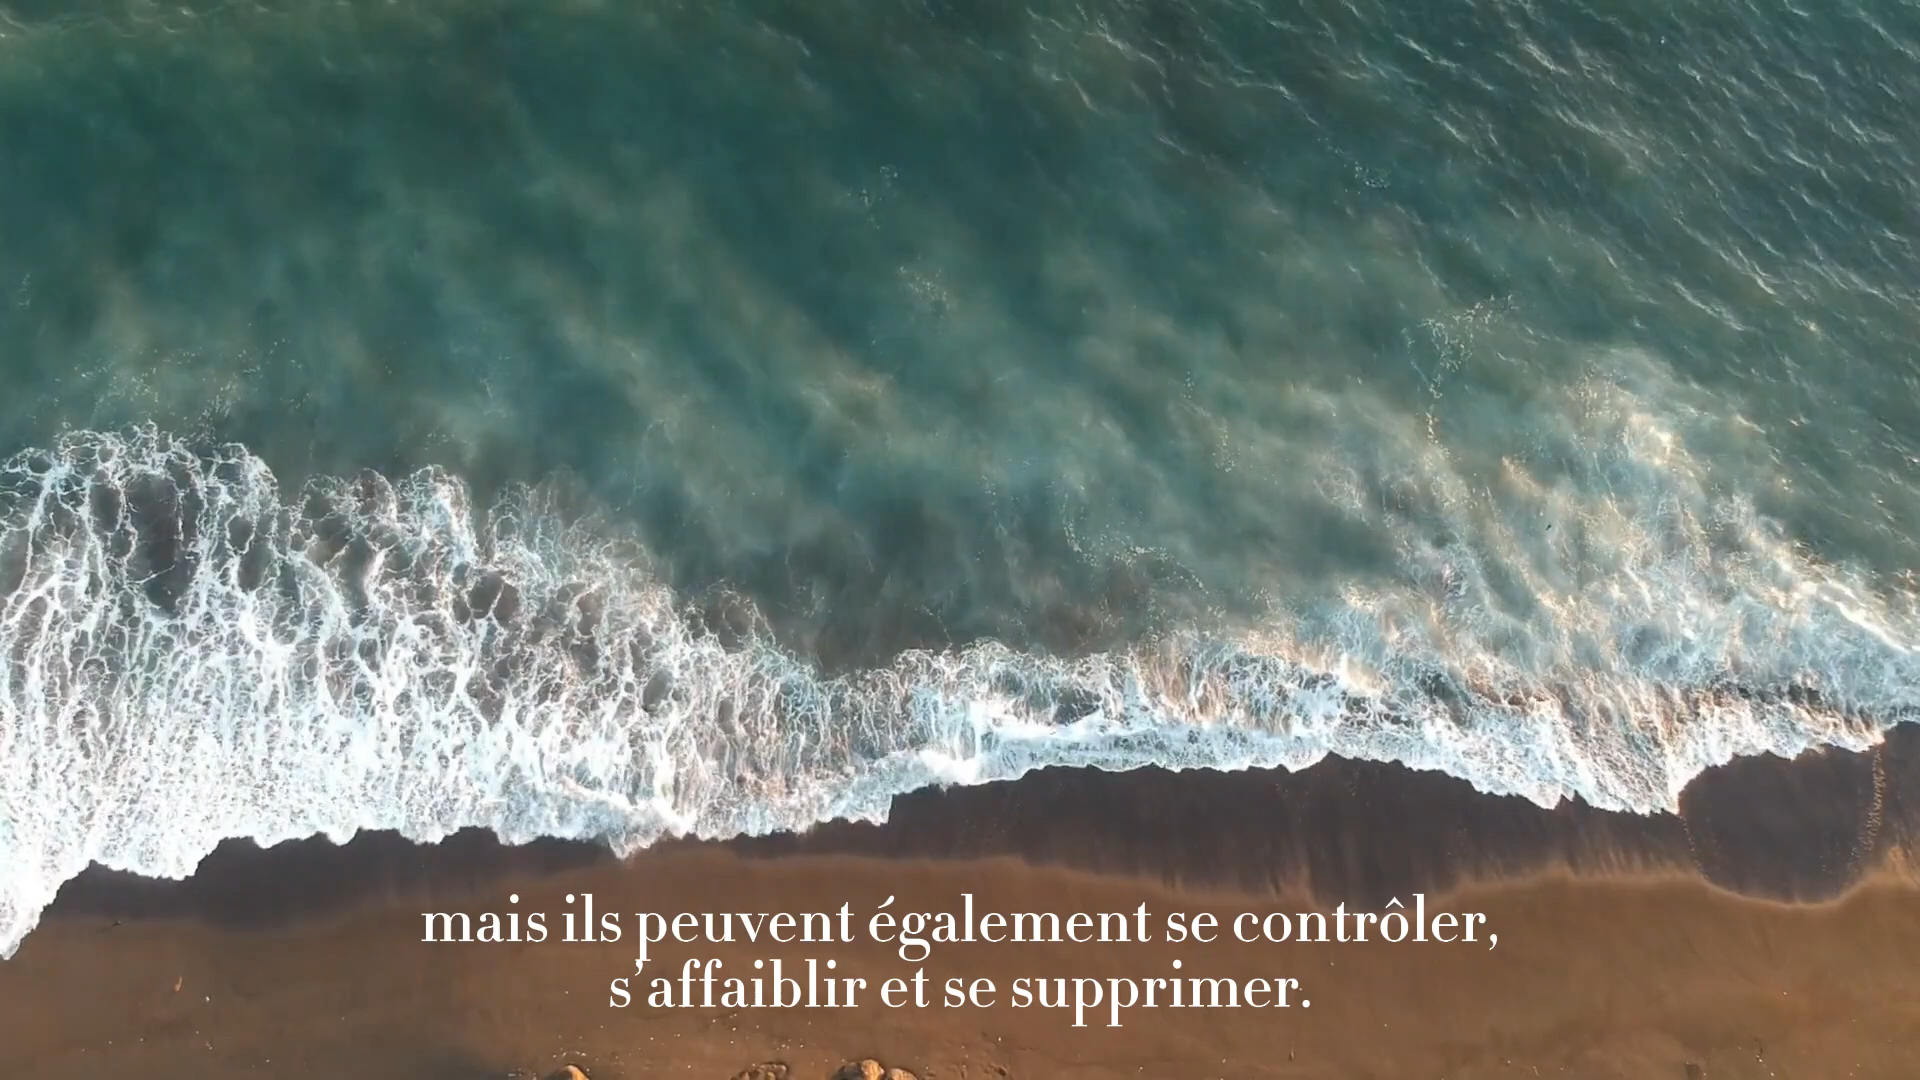 mais ils peuvent également se contrôler,
s’affaiblir et se supprimer.